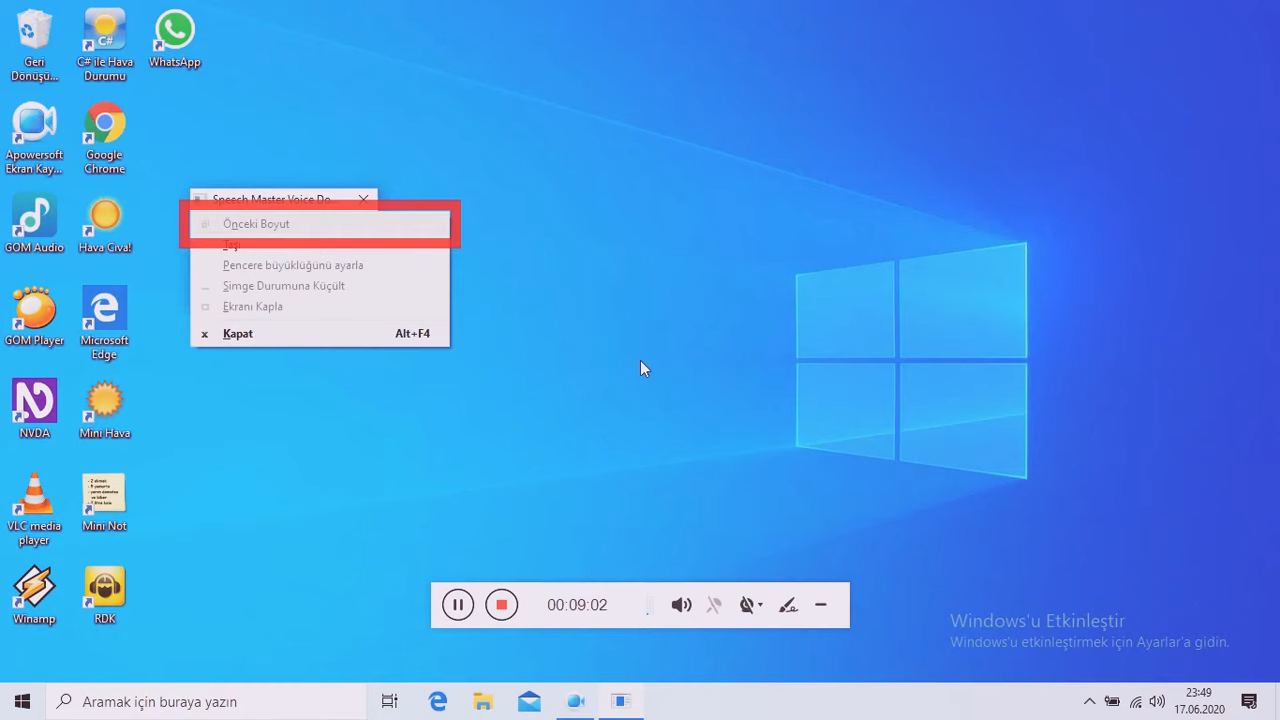 Geri
Dönüşü...
C# ile Hava
Durumu
WhatsApp
Apowersoft
Ekran Kay...
Google
Chrome
GOM Audio
Hava Civa!
GOM Player
Microsoft
Edge
NVDA
Mini Hava
VLC media
player
Mini Not
Winamp
RDK
Speech Master Voice Do...
Önceki Boyut
Taşı
Pencere büyüklüğünü ayarla
Simge Durumuna Küçült
Ekranı Kapla
Kapat Alt+F4
00:09:02
Windows'u Etkinleştir
Windows'u etkinleştirmek için Ayarlar'a gidin.
Aramak için buraya yazın
23:49
17.06.2020